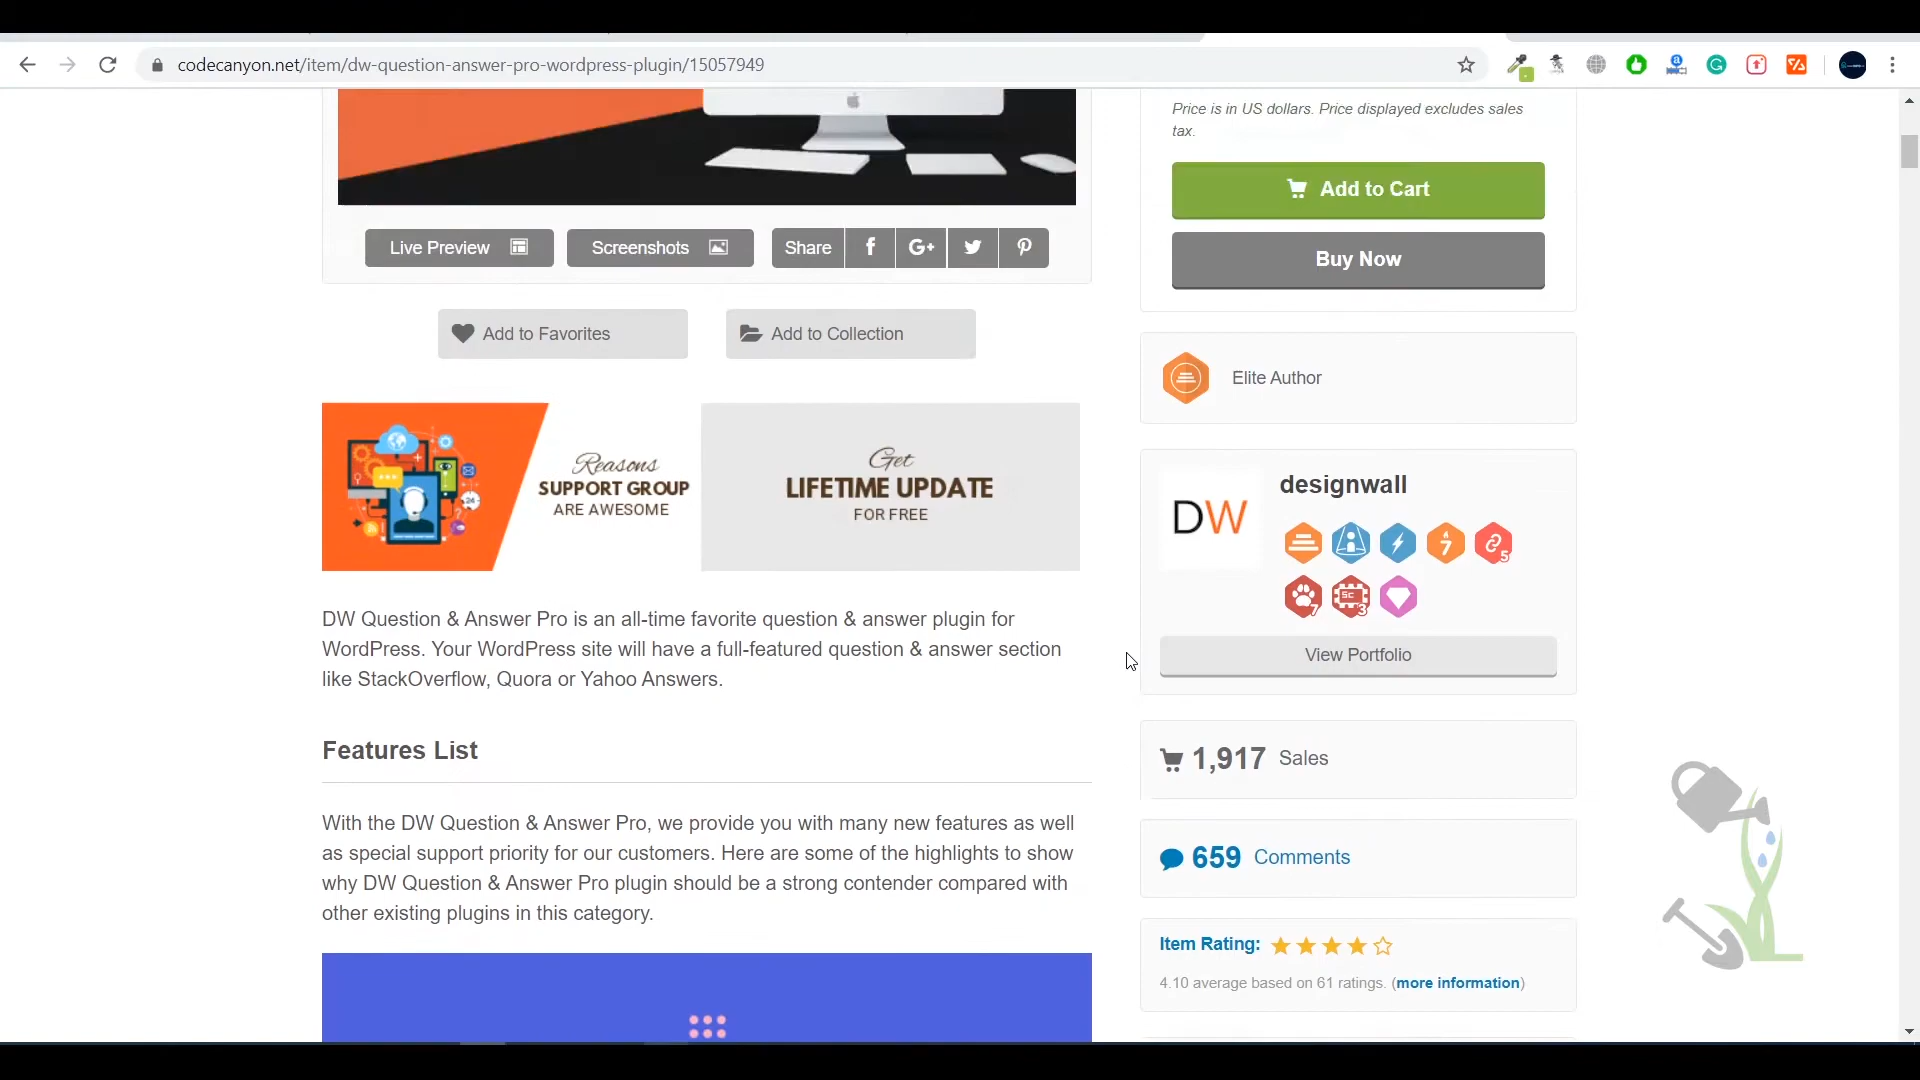 codecanyon.net/item/dw-question-answer-pro-wordpress-plugin/15057949
Price is in US dollars. Price displayed excludes sales
tax.
Add to Cart
Buy Now
Live Preview
Screenshots
Share
G+
Add to Favorites
Add to Collection
Elite Author
Reasons
SUPPORT GROUP
ARE AWESOME
Get
LIFETIME UPDATE
FOR FREE
DW
designwall
7
5
7
SC
3
View Portfolio
DW Question & Answer Pro is an all-time favorite question & answer plugin for
WordPress. Your WordPress site will have a full-featured question & answer section
like StackOverflow, Quora or Yahoo Answers.
Features List
1,917 Sales
With the DW Question & Answer Pro, we provide you with many new features as well
as special support priority for our customers. Here are some of the highlights to show
why DW Question & Answer Pro plugin should be a strong contender compared with
other existing plugins in this category.
659 Comments
Item Rating:
4.10 average based on 61 ratings. (more information)